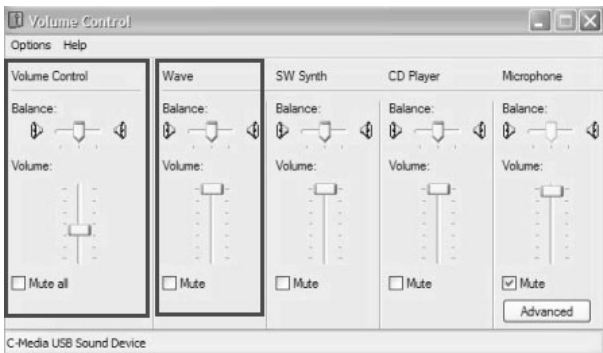 Volume Control
Options Help
Volume Control Wave SW Synth CD Player Microphone
Balance: Balance: Balance: Balance: Balance:
Volume: Volume: Volume: Volume: Volume:
Mute all Mute Mute Mute Mute
Advanced
C-Media USB Sound Device